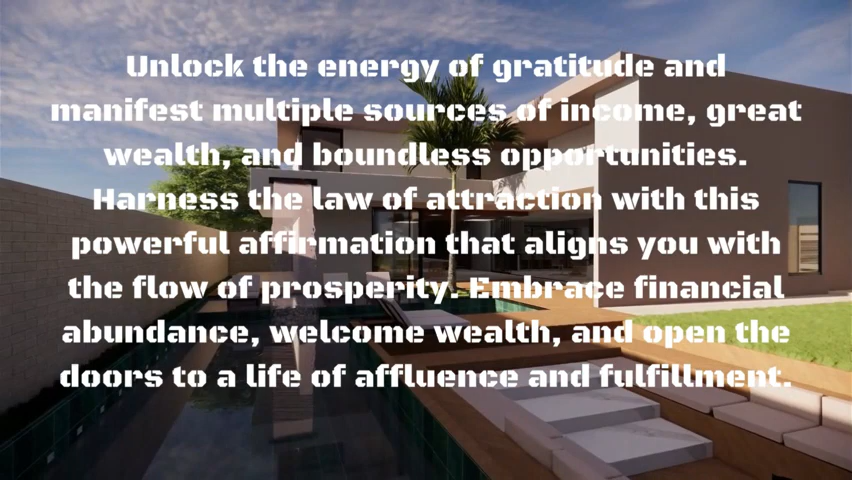 Unlock the energy of gratitude and
manifest multiple sources of income, great
wealth, and boundless opportunities.
Harness the law of attraction with this
powerful affirmation that aligns you with
the flow of prosperity. Embrace financial
abundance, welcome wealth, and open the
doors to a life of affluence and fulfillment.